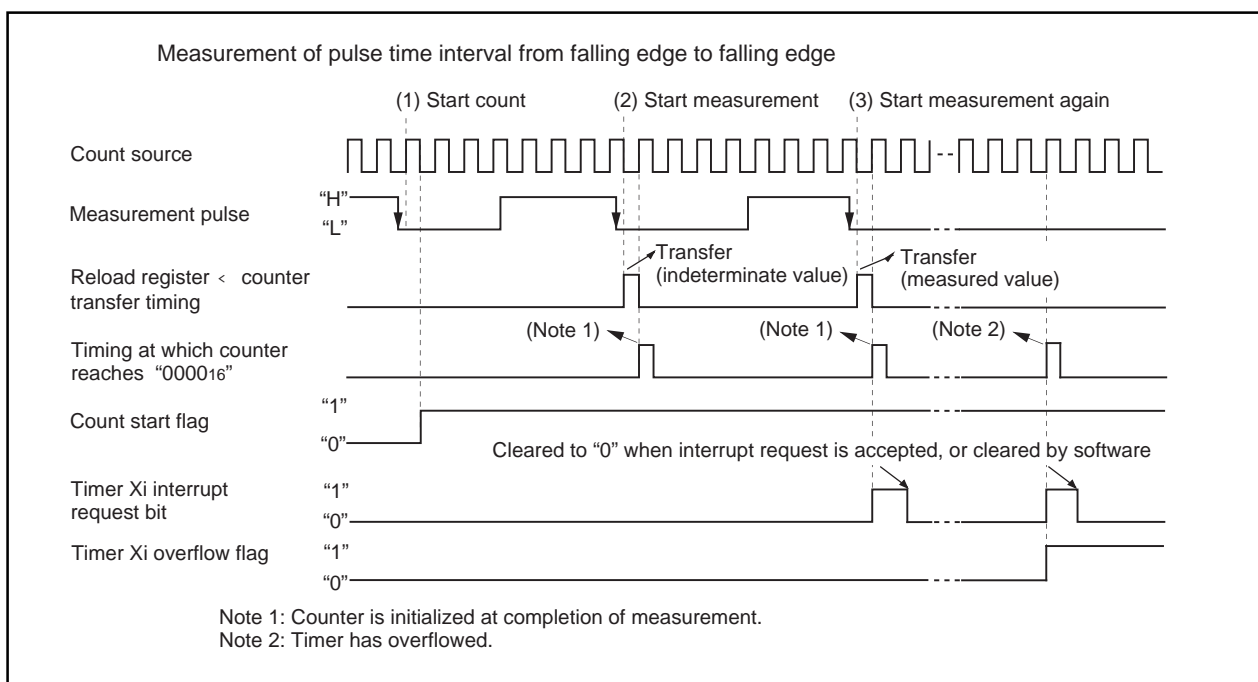 Measurement of pulse time interval from falling edge to falling edge
(1) Start count
(2) Start measurement
(3) Start measurement again
Count source
Measurement pulse
“H”
“L”
Reload register < counter
transfer timing
Transfer
(indeterminate value)
Transfer
(measured value)
Timing at which counter
reaches “000016”
(Note 1)
(Note 1)
(Note 2)
Count start flag
“1”
“0”
Cleared to “0” when interrupt request is accepted, or cleared by software
Timer Xi interrupt
request bit
“1”
“0”
Timer Xi overflow flag
“1”
“0”
Note 1: Counter is initialized at completion of measurement.
Note 2: Timer has overflowed.